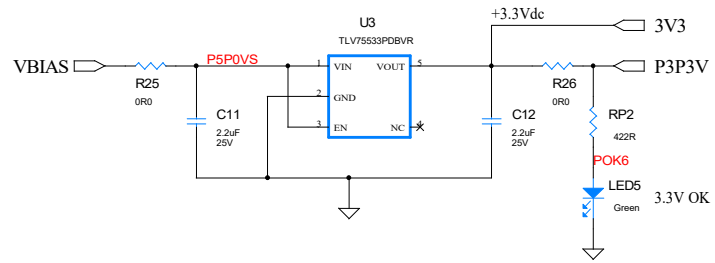 U3
TLV75533PDBVR
+3.3Vdc
3V3
VBIAS
R25
0R0
P5P0VS
1
VIN
VOUT
5
2
GND
3
EN
NC
4
R26
0R0
P3P3V
C11
2.2uF
25V
C12
2.2uF
25V
RP2
422R
POK6
LED5
Green
3.3V OK